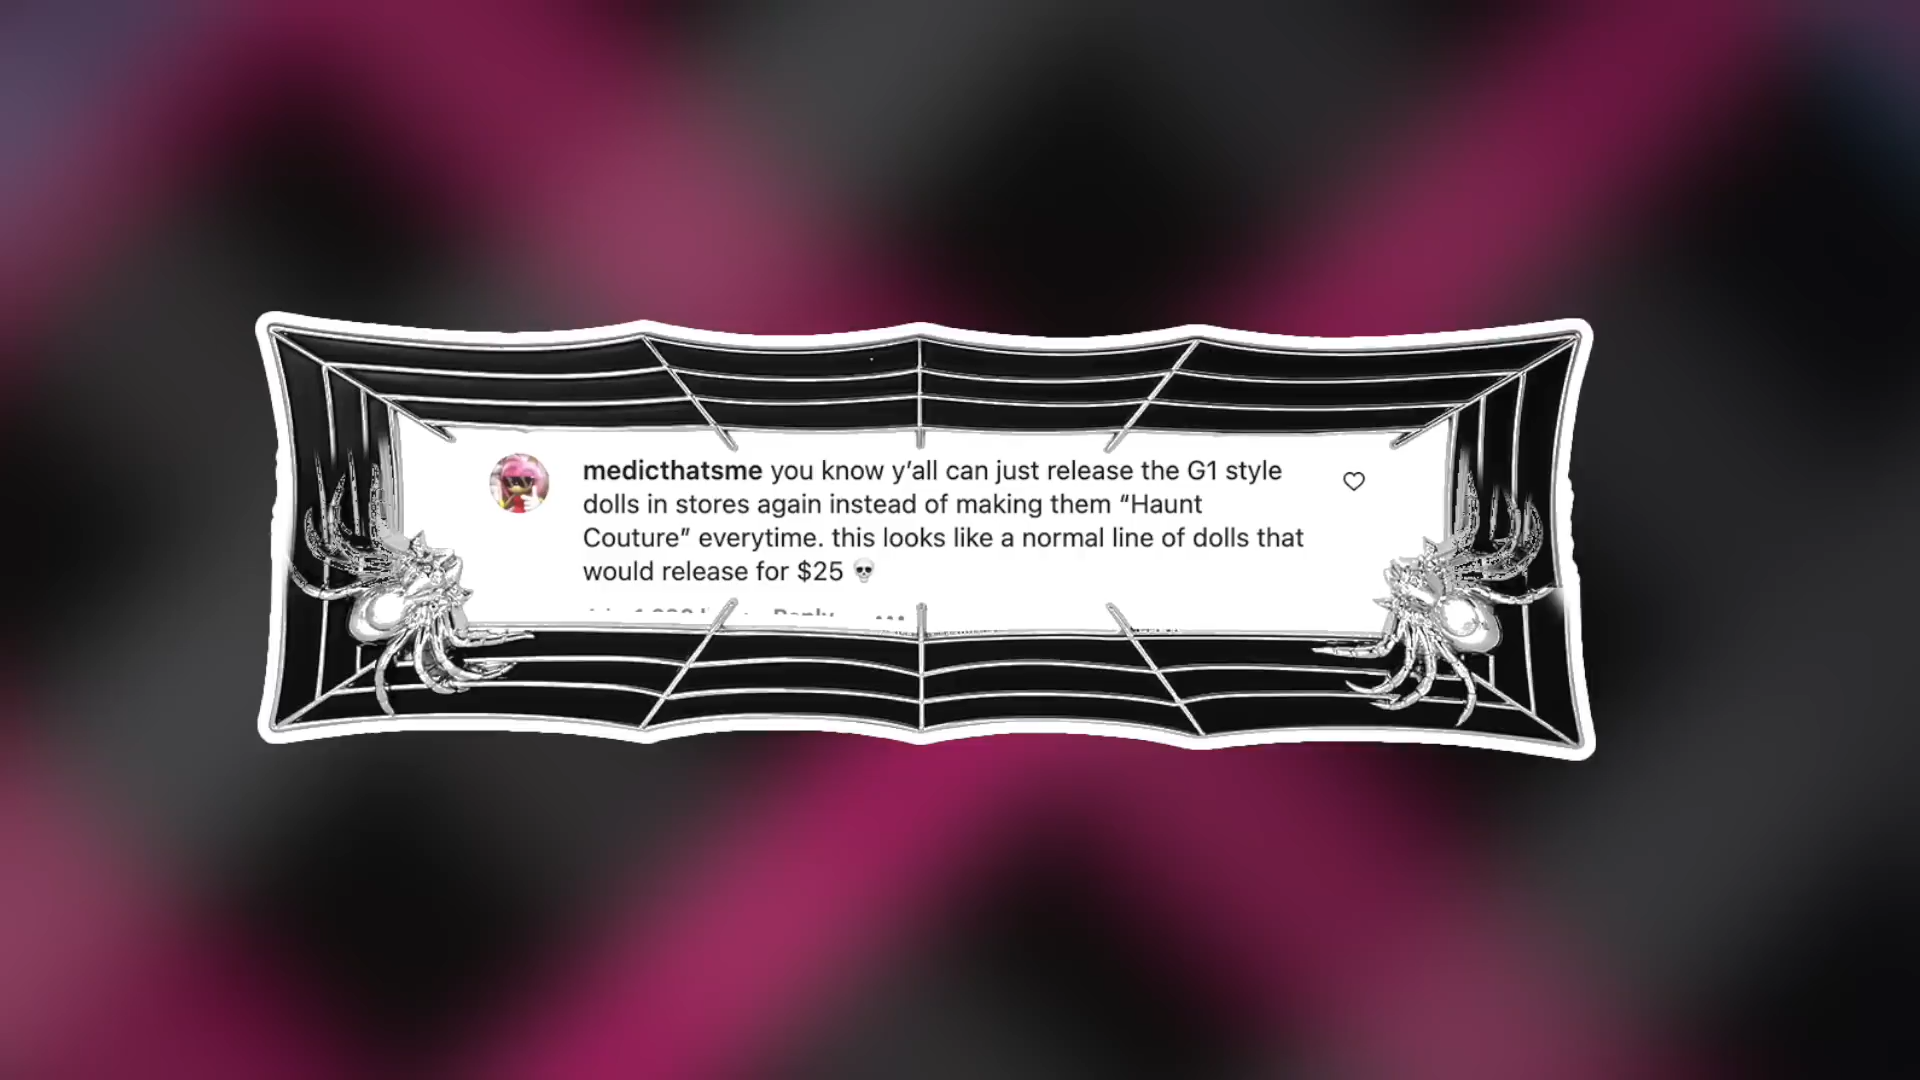 medicthatsme you know y’all can just release the G1 style
dolls in stores again instead of making them “Haunt
Couture” everytime. this looks like a normal line of dolls that
would release for $25 💀
Reply